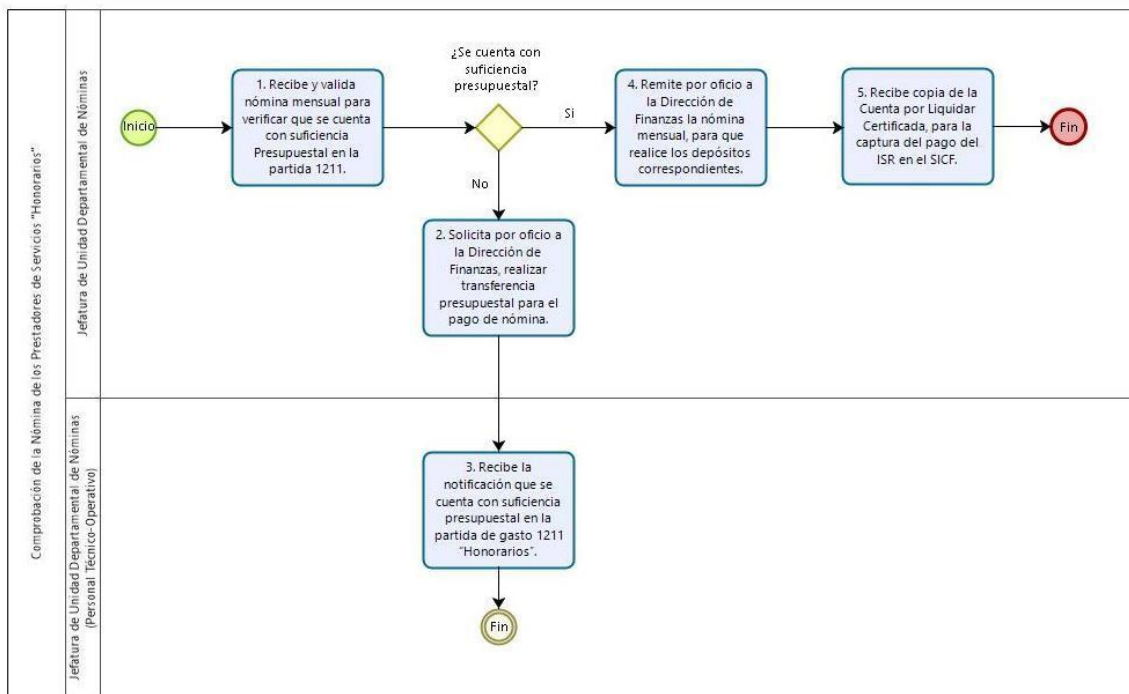 Comprobación de la Nómina de los Prestadores de Servicios "Honorarios"
Jefatura de Unidad Departamental de Nóminas
Inicio
1. Recibe y valida
nómina mensual para
verificar que se cuenta
con suficiencia
Presupuestal en la
partida 1211.
¿Se cuenta con
suficiencia
presupuestal?
Si
No
4. Remite por oficio a
la Dirección de
Finanzas la nómina
mensual, para que
realice los depósitos
correspondientes.
5. Recibe copia de la
Cuenta por Liquidar
Certificada, para la
captura del pago del
ISR en el SICF.
Fin
2. Solicita por oficio a
la Dirección de
Finanzas, realizar
transferencia
presupuestal para el
pago de nómina.
Jefatura de Unidad Departamental de Nóminas
(Personal Técnico-Operativo)
3. Recibe la
notificación que se
cuenta con suficiencia
presupuestal en la
partida de gasto 1211
"Honorarios".
Fin